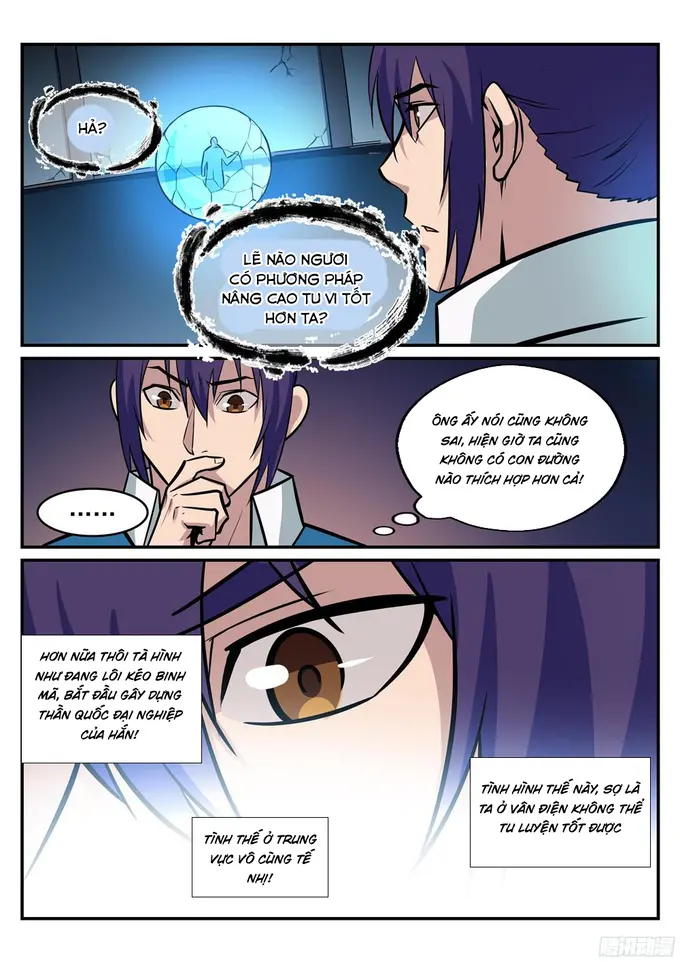 HẢ?
LẼ NÀO NGƯƠI
CÓ PHƯƠNG PHÁP
NÂNG CAO TU VI TỐT
HƠN TA?
......
ÔNG ẤY NÓI CŨNG KHÔNG
SAI, HIỆN GIỜ TA CŨNG
KHÔNG CÓ CON ĐƯỜNG
NÀO THÍCH HỢP HƠN CẢ!
HƠN NỮA THÔI TÀ HÌNH
NHƯ ĐANG LÔI KÉO BINH
MÃ, BẮT ĐẦU GÂY DỰNG
THẦN QUỐC ĐẠI NGHIỆP
CỦA HẮN!
TÌNH THẾ Ở TRUNG
VỰC VÔ CÙNG TẾ
NHỊ!
TÌNH HÌNH THẾ NÀY, SỢ LÀ
TA Ở VÂN ĐIỆN KHÔNG THỂ
TU LUYỆN TỐT ĐƯỢC
腾讯动漫